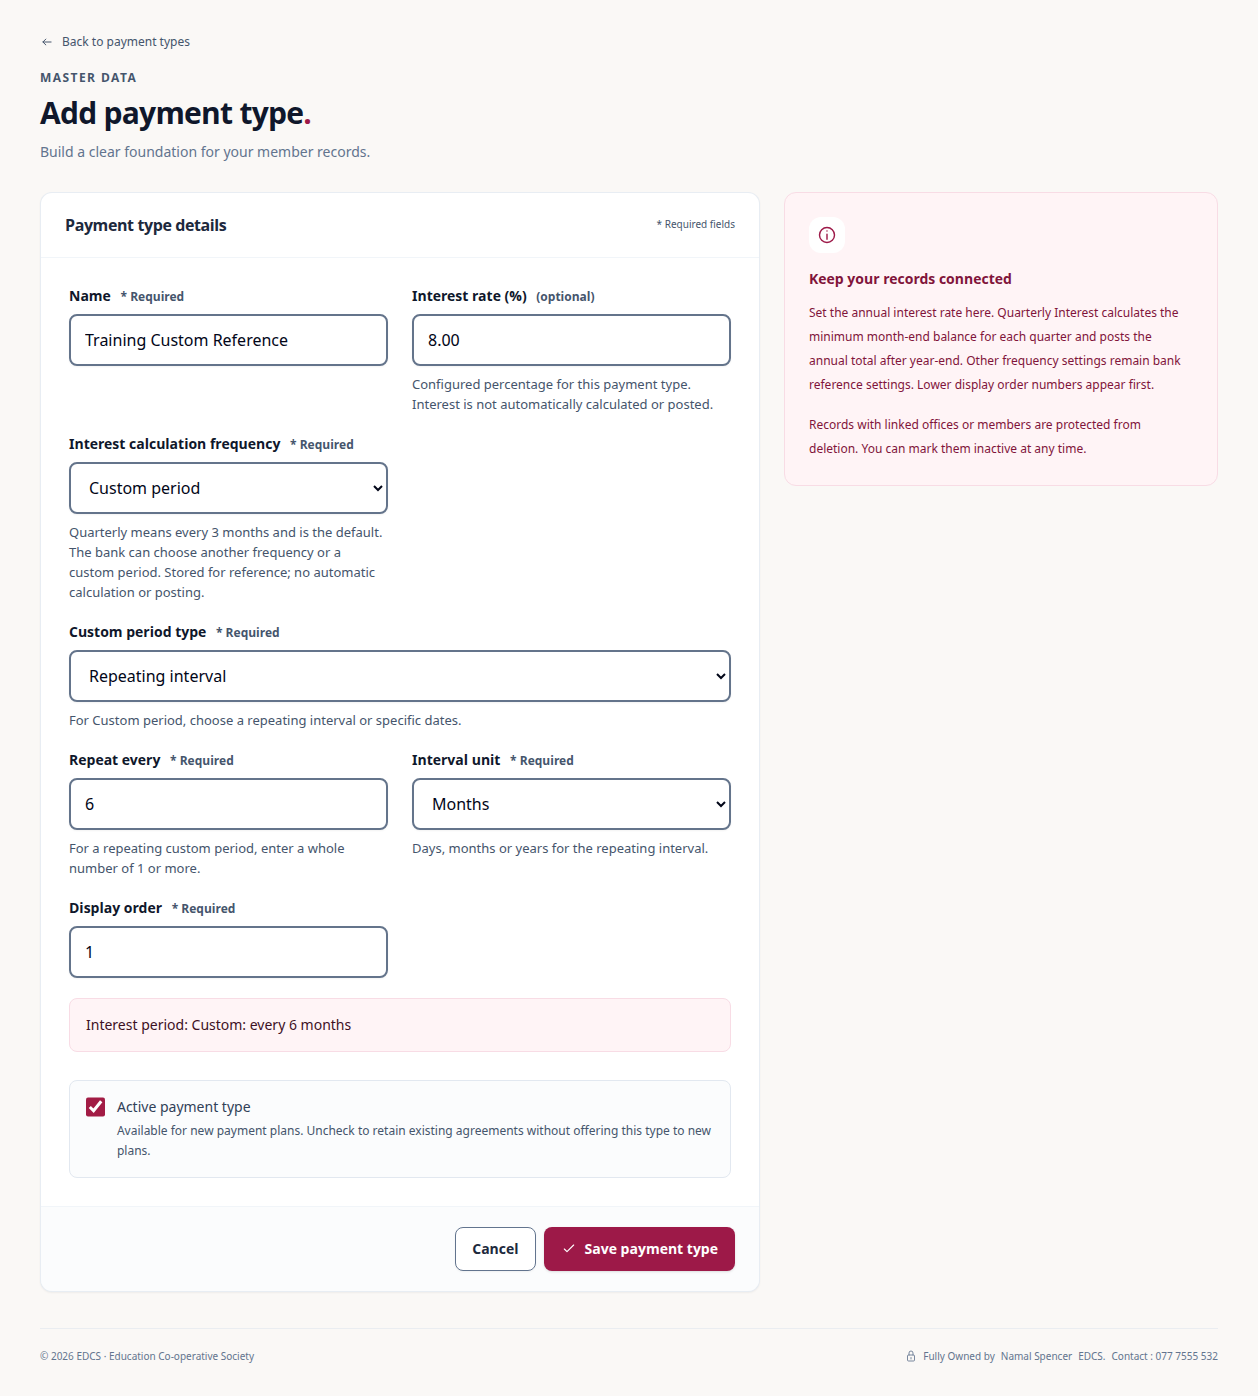 Back to payment types
MASTER DATA
Add payment type.
Build a clear foundation for your member records.
Payment type details
* Required fields
Name * Required
Training Custom Reference
Interest rate (%) (optional)
8.00
Configured percentage for this payment type.
Interest is not automatically calculated or posted.
Interest calculation frequency * Required
Custom period
Quarterly means every 3 months and is the default.
The bank can choose another frequency or a
custom period. Stored for reference; no automatic
calculation or posting.
Custom period type * Required
Repeating interval
For Custom period, choose a repeating interval or specific dates.
Repeat every * Required
6
For a repeating custom period, enter a whole
number of 1 or more.
Interval unit * Required
Months
Days, months or years for the repeating interval.
Display order * Required
1
Interest period: Custom: every 6 months
Active payment type
Available for new payment plans. Uncheck to retain existing agreements without offering this type to new
plans.
Cancel
Save payment type
Keep your records connected
Set the annual interest rate here. Quarterly Interest calculates the
minimum month-end balance for each quarter and posts the
annual total after year-end. Other frequency settings remain bank
reference settings. Lower display order numbers appear first.
Records with linked offices or members are protected from
deletion. You can mark them inactive at any time.
© 2026 EDCS · Education Co-operative Society
Fully Owned by Namal Spencer EDCS. Contact : 077 7555 532